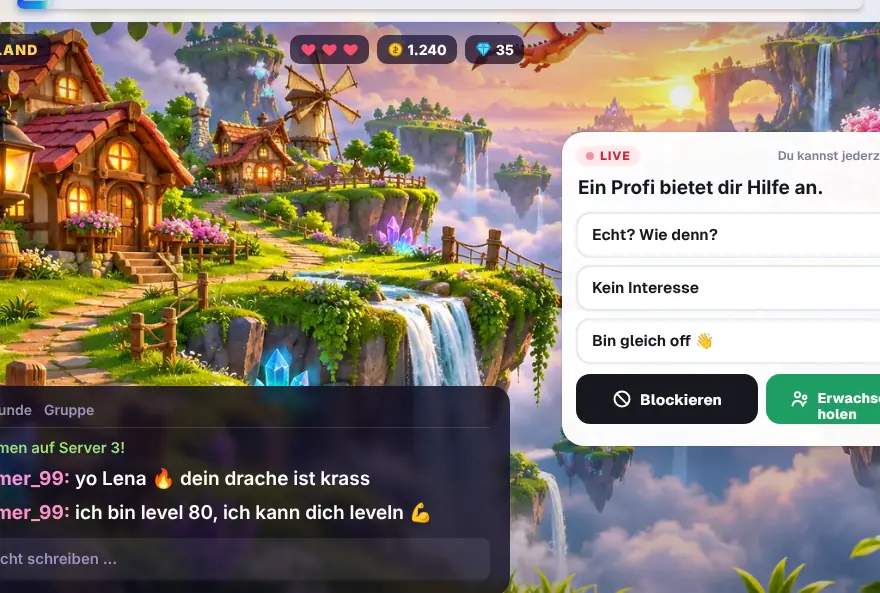 LAND
1.240
35
LIVE
Du kannst jederz
Ein Profi bietet dir Hilfe an.
Echt? Wie denn?
Kein Interesse
Bin gleich off 👋
Blockieren
Erwachse
holen
unde Gruppe
men auf Server 3!
mer_99: yo Lena 🔥 dein drache ist krass
mer_99: ich bin level 80, ich kann dich leveln 💪
cht schreiben ...